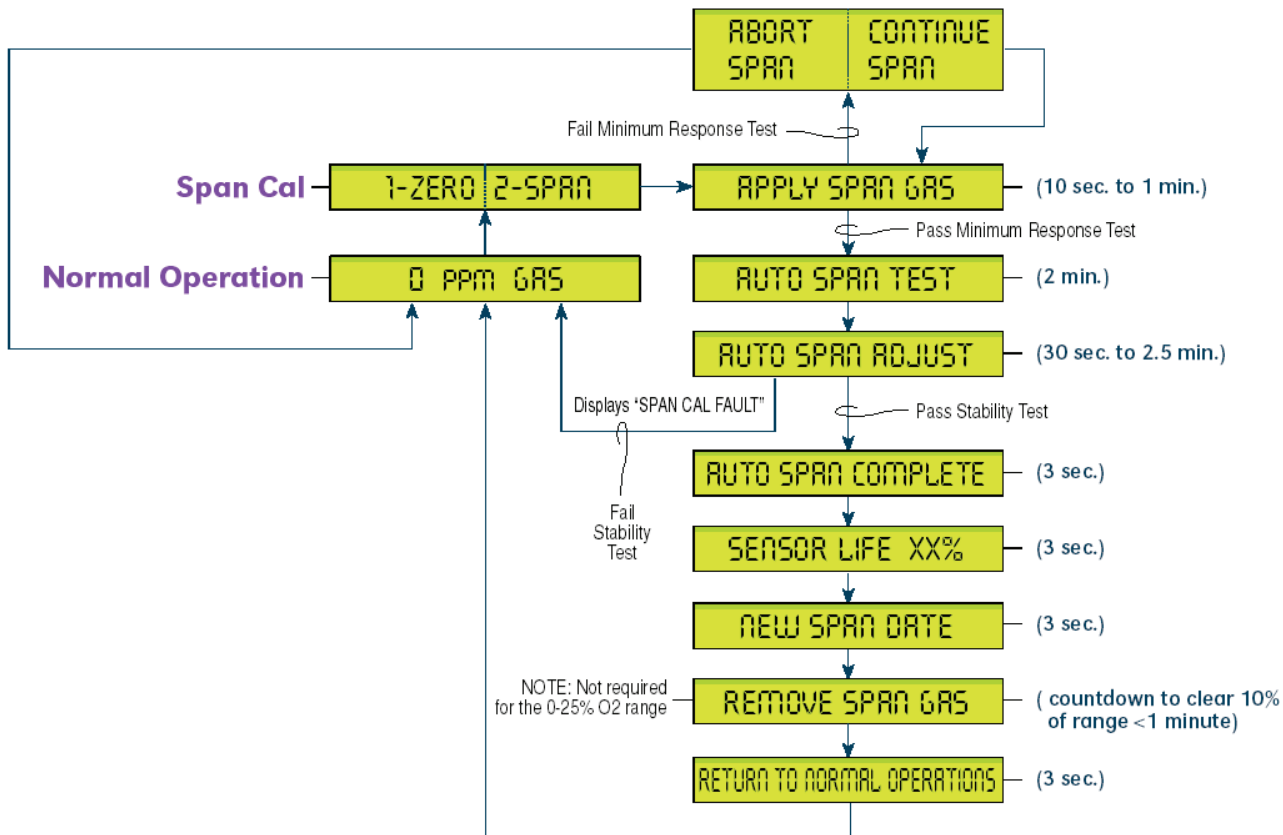 ABORT SPAN
CONTINUE SPAN
Fail Minimum Response Test
Span Cal
1-ZERO 2-SPAN
APPLY SPAN GAS
(10 sec. to 1 min.)
Pass Minimum Response Test
Normal Operation
0 PPM GAS
AUTO SPAN TEST
(2 min.)
AUTO SPAN ADJUST
(30 sec. to 2.5 min.)
Displays "SPAN CAL FAULT"
Pass Stability Test
Fail
Stability
Test
AUTO SPAN COMPLETE
(3 sec.)
SENSOR LIFE XX%
(3 sec.)
NEW SPAN DATE
(3 sec.)
NOTE: Not required
for the 0-25% O2 range
REMOVE SPAN GAS
( countdown to clear 10%
of range <1 minute)
RETURN TO NORMAL OPERATIONS
(3 sec.)